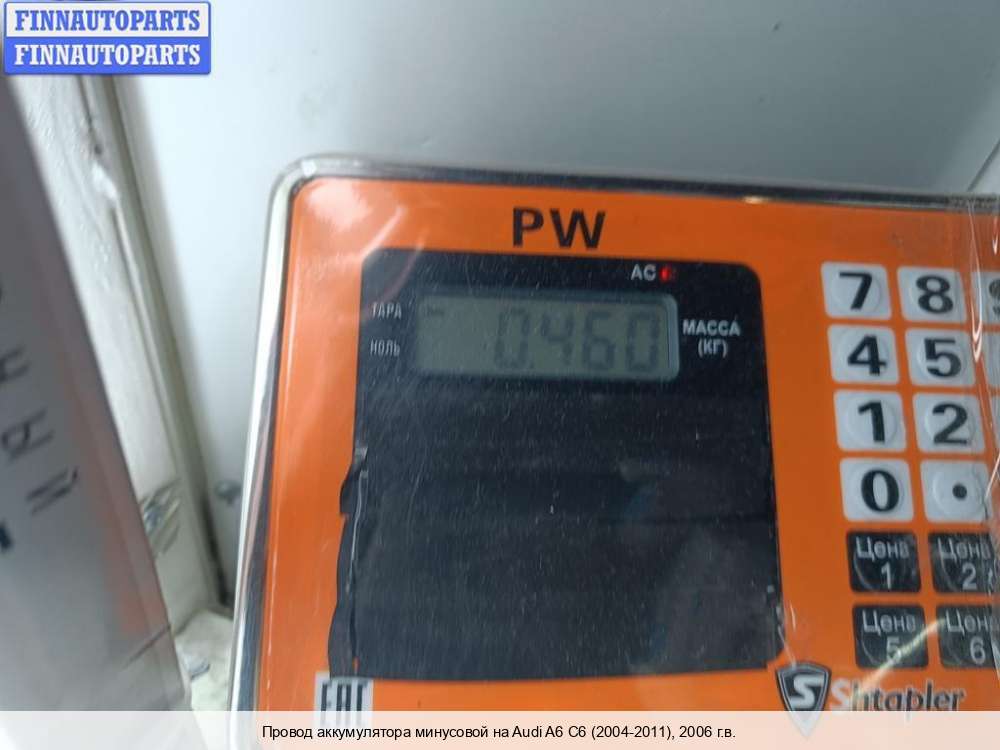 FINNAUTOPARTS
FINNAUTOPARTS
PW
AC
ТАРА
НОЛЬ
0.460
МАССА
(КГ)
7 8
4 5
1 2
0 .
Цена 1
Цена 2
Цена 5
Цена 6
EAC
S Shtapler
Провод аккумулятора минусовой на Audi A6 C6 (2004-2011), 2006 г.в.